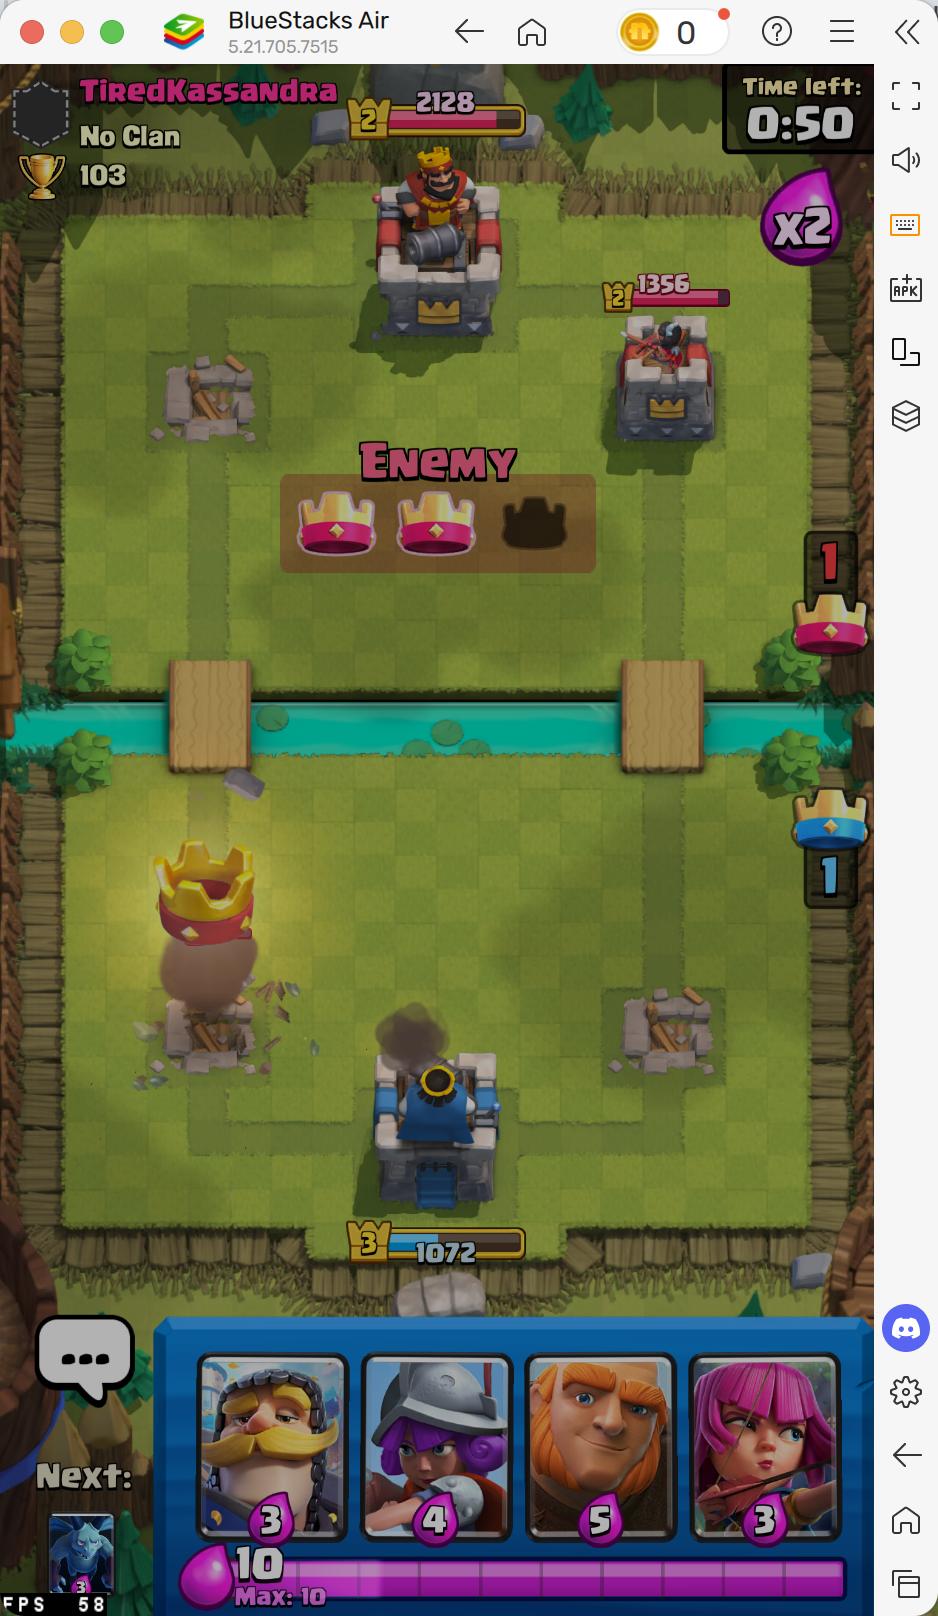 BlueStacks Air
5.21.705.7515
0
TiredKassandra
No Clan
103
2
2128
Time left:
0:50
x2
2
1356
APK
Enemy
1
1
3
1072
...
Next:
3
3
4
5
3
10
Max: 10
FPS 58